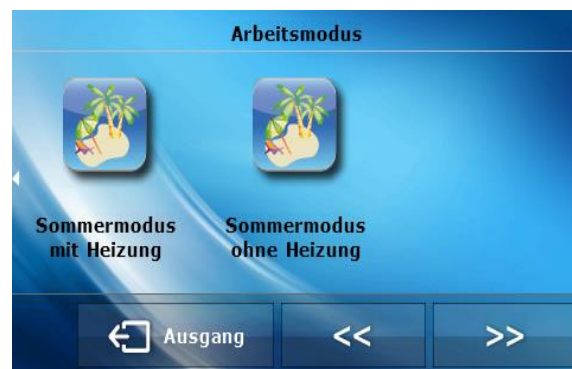 Arbeitsmodus
Sommermodus
mit Heizung
Sommermodus
ohne Heizung
Ausgang
<<
>>